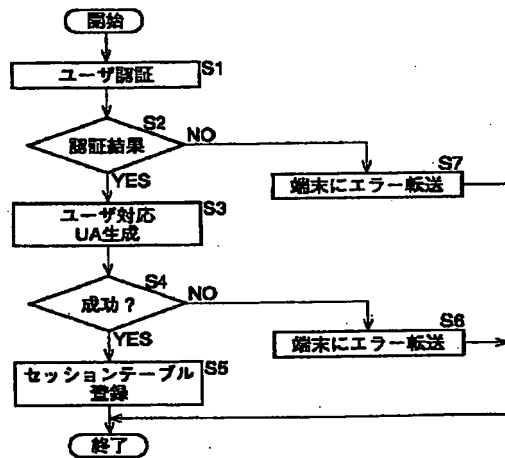 開始
ユーザ認証
S1
認証結果
S2
NO
YES
端末にエラー転送
S7
ユーザ対応
UA生成
S3
成功？
S4
NO
YES
端末にエラー転送
S6
セッションテーブル
登録
S5
終了